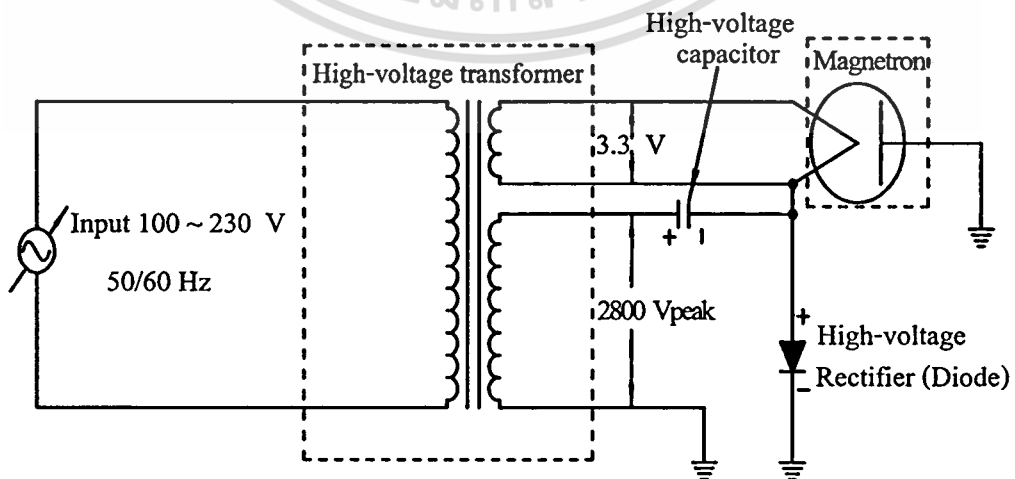 High-voltage
capacitor
High-voltage transformer
Magnetron
3.3 V
Input 100 ~ 230 V
50/60 Hz
+
2800 Vpeak
+
High-voltage
Rectifier (Diode)
-